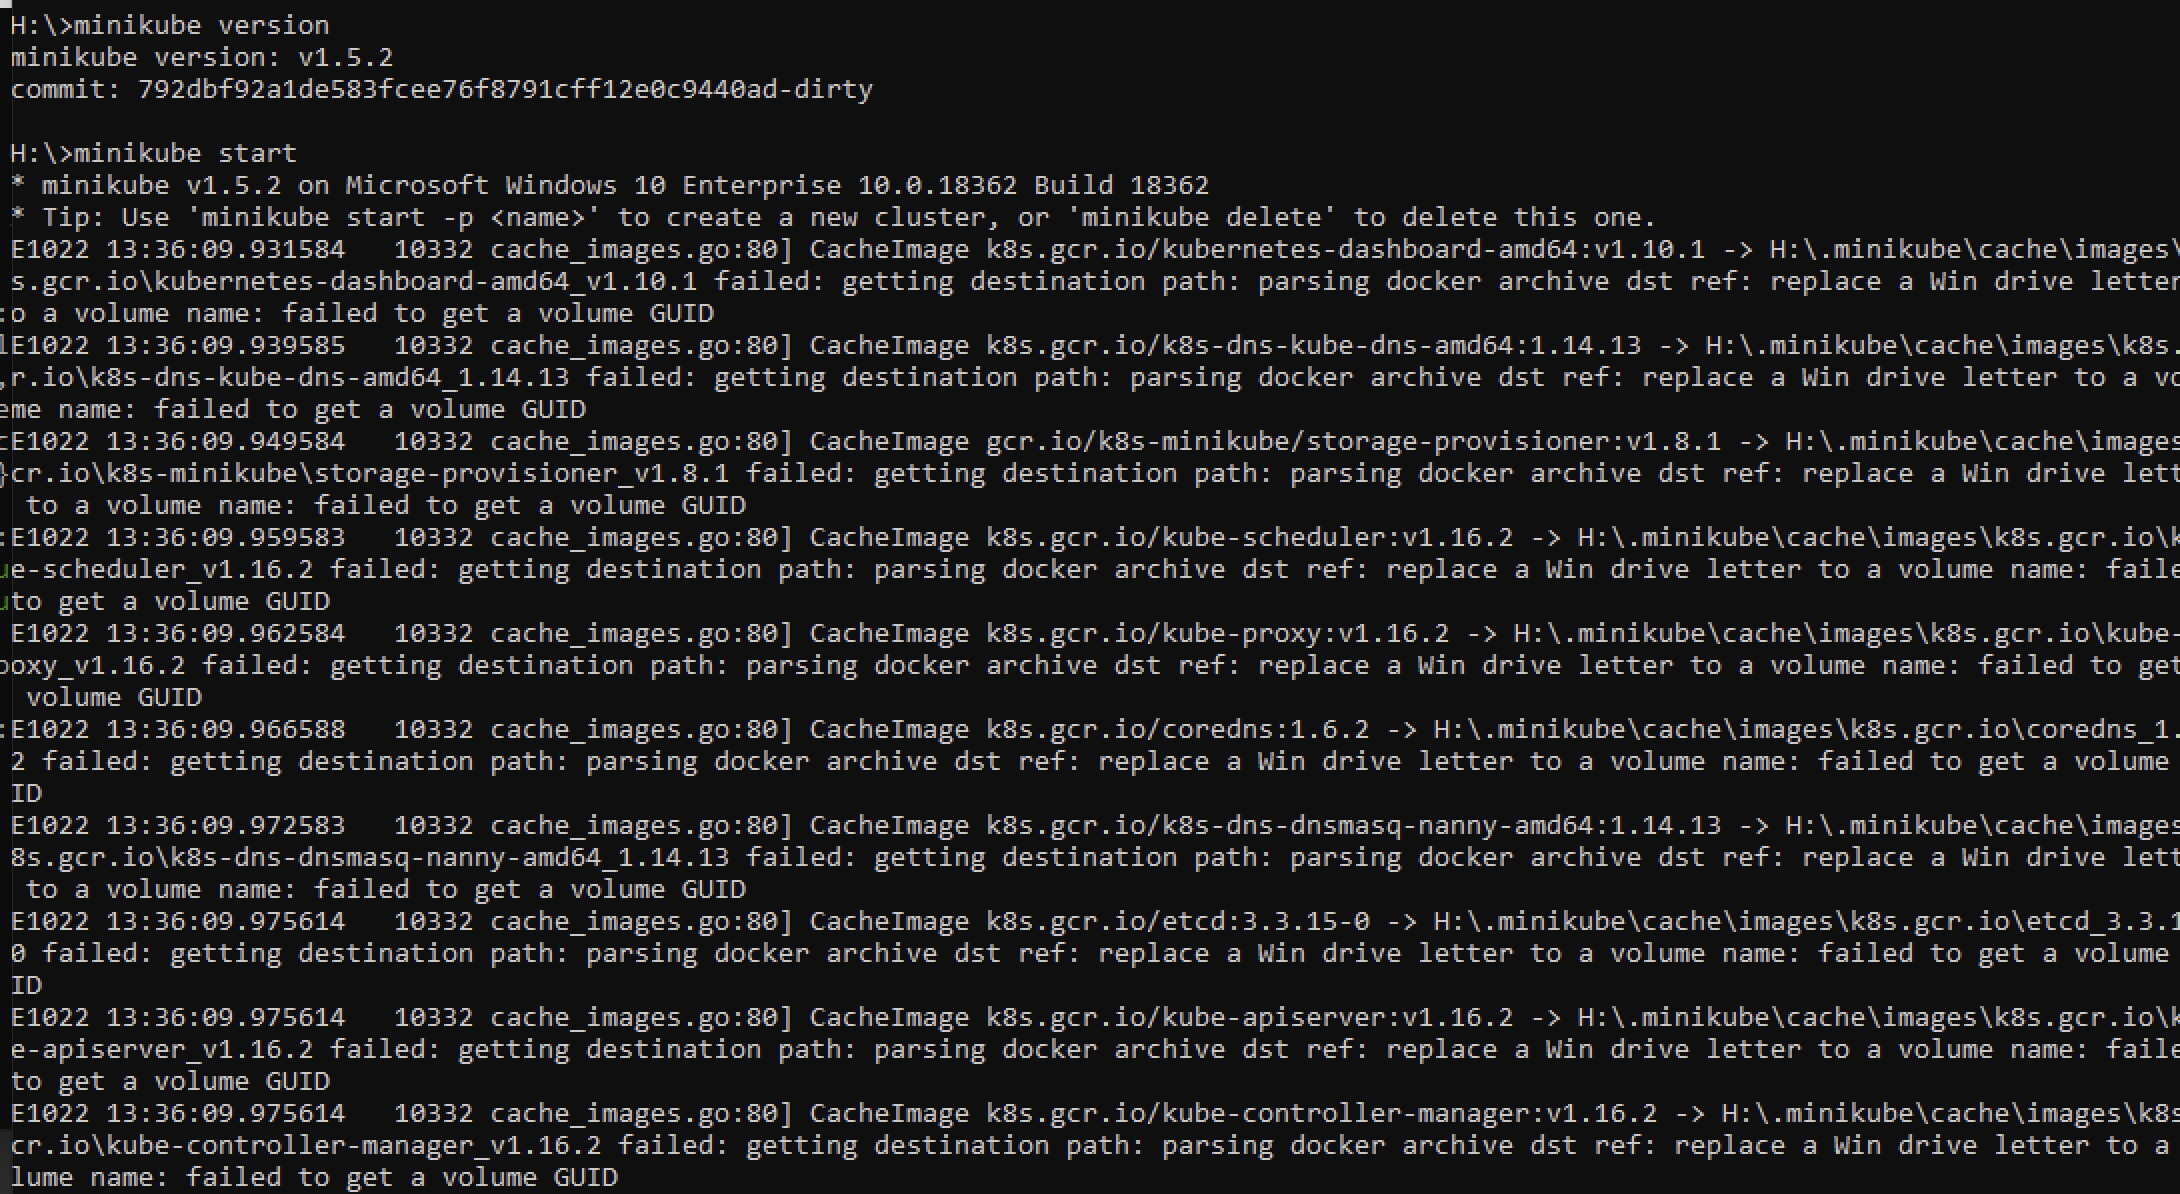 H:\>minikube version
minikube version: v1.5.2
commit: 792dbf92a1de583fcee76f8791cff12e0c9440ad-dirty
H:\>minikube start
* minikube v1.5.2 on Microsoft Windows 10 Enterprise 10.0.18362 Build 18362
* Tip: Use 'minikube start -p <name>' to create a new cluster, or 'minikube delete' to delete this one.
E1022 13:36:09.931584   10332 cache_images.go:80] CacheImage k8s.gcr.io/kubernetes-dashboard-amd64:v1.10.1 -> H:\.minikube\cache\images\
s.gcr.io\kubernetes-dashboard-amd64_v1.10.1 failed: getting destination path: parsing docker archive dst ref: replace a Win drive letter
:o a volume name: failed to get a volume GUID
E1022 13:36:09.939585   10332 cache_images.go:80] CacheImage k8s.gcr.io/k8s-dns-kube-dns-amd64:1.14.13 -> H:\.minikube\cache\images\k8s.
r.io\k8s-dns-kube-dns-amd64_1.14.13 failed: getting destination path: parsing docker archive dst ref: replace a Win drive letter to a vo
me name: failed to get a volume GUID
E1022 13:36:09.949584   10332 cache_images.go:80] CacheImage gcr.io/k8s-minikube/storage-provisioner:v1.8.1 -> H:\.minikube\cache\images
cr.io\k8s-minikube\storage-provisioner_v1.8.1 failed: getting destination path: parsing docker archive dst ref: replace a Win drive lett
to a volume name: failed to get a volume GUID
E1022 13:36:09.959583   10332 cache_images.go:80] CacheImage k8s.gcr.io/kube-scheduler:v1.16.2 -> H:\.minikube\cache\images\k8s.gcr.io\k
e-scheduler_v1.16.2 failed: getting destination path: parsing docker archive dst ref: replace a Win drive letter to a volume name: faile
to get a volume GUID
E1022 13:36:09.962584   10332 cache_images.go:80] CacheImage k8s.gcr.io/kube-proxy:v1.16.2 -> H:\.minikube\cache\images\k8s.gcr.io\kube-
oxy_v1.16.2 failed: getting destination path: parsing docker archive dst ref: replace a Win drive letter to a volume name: failed to get
volume GUID
E1022 13:36:09.966588   10332 cache_images.go:80] CacheImage k8s.gcr.io/coredns:1.6.2 -> H:\.minikube\cache\images\k8s.gcr.io\coredns_1.
2 failed: getting destination path: parsing docker archive dst ref: replace a Win drive letter to a volume name: failed to get a volume
ID
E1022 13:36:09.972583   10332 cache_images.go:80] CacheImage k8s.gcr.io/k8s-dns-dnsmasq-nanny-amd64:1.14.13 -> H:\.minikube\cache\images
8s.gcr.io\k8s-dns-dnsmasq-nanny-amd64_1.14.13 failed: getting destination path: parsing docker archive dst ref: replace a Win drive lett
to a volume name: failed to get a volume GUID
E1022 13:36:09.975614   10332 cache_images.go:80] CacheImage k8s.gcr.io/etcd:3.3.15-0 -> H:\.minikube\cache\images\k8s.gcr.io\etcd_3.3.1
0 failed: getting destination path: parsing docker archive dst ref: replace a Win drive letter to a volume name: failed to get a volume
ID
E1022 13:36:09.975614   10332 cache_images.go:80] CacheImage k8s.gcr.io/kube-apiserver:v1.16.2 -> H:\.minikube\cache\images\k8s.gcr.io\k
e-apiserver_v1.16.2 failed: getting destination path: parsing docker archive dst ref: replace a Win drive letter to a volume name: faile
to get a volume GUID
E1022 13:36:09.975614   10332 cache_images.go:80] CacheImage k8s.gcr.io/kube-controller-manager:v1.16.2 -> H:\.minikube\cache\images\k8s
cr.io\kube-controller-manager_v1.16.2 failed: getting destination path: parsing docker archive dst ref: replace a Win drive letter to a
lume name: failed to get a volume GUID